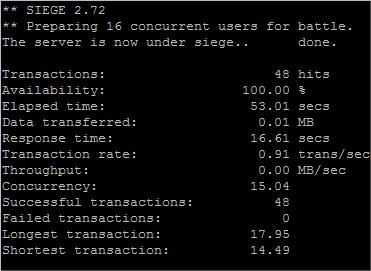 ** SIEGE 2.72
** Preparing 16 concurrent users for battle.
The server is now under siege..      done.

Transactions:                     48 hits
Availability:                 100.00 %
Elapsed time:                  53.01 secs
Data transferred:               0.01 MB
Response time:                 16.61 secs
Transaction rate:               0.91 trans/sec
Throughput:                     0.00 MB/sec
Concurrency:                   15.04
Successful transactions:          48
Failed transactions:               0
Longest transaction:           17.95
Shortest transaction:          14.49